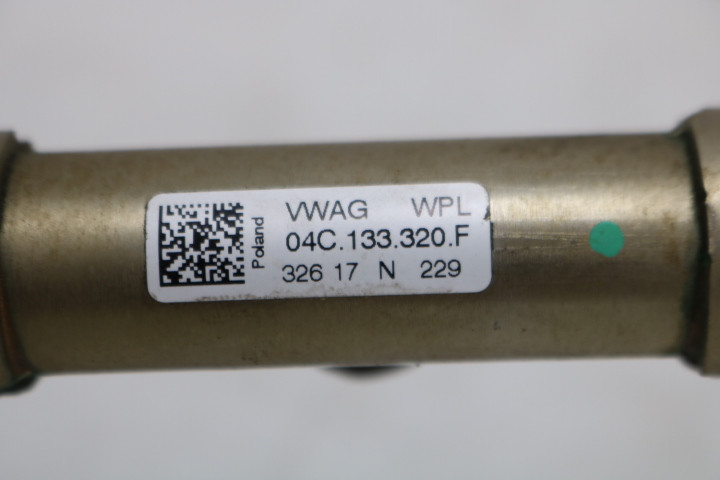 VWAG WPL
04C.133.320.F
326 17 N 229
Poland